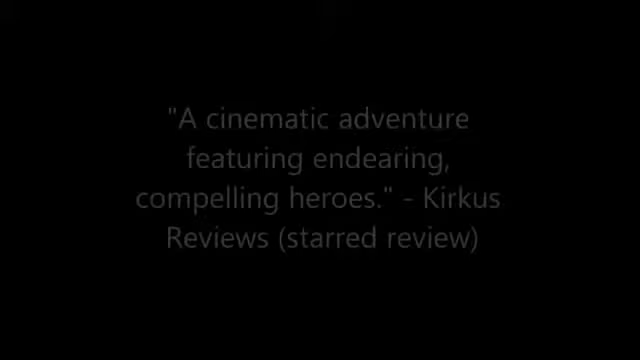 "A cinematic adventure
featuring endearing,
compelling heroes." - Kirkus
Reviews (starred review)